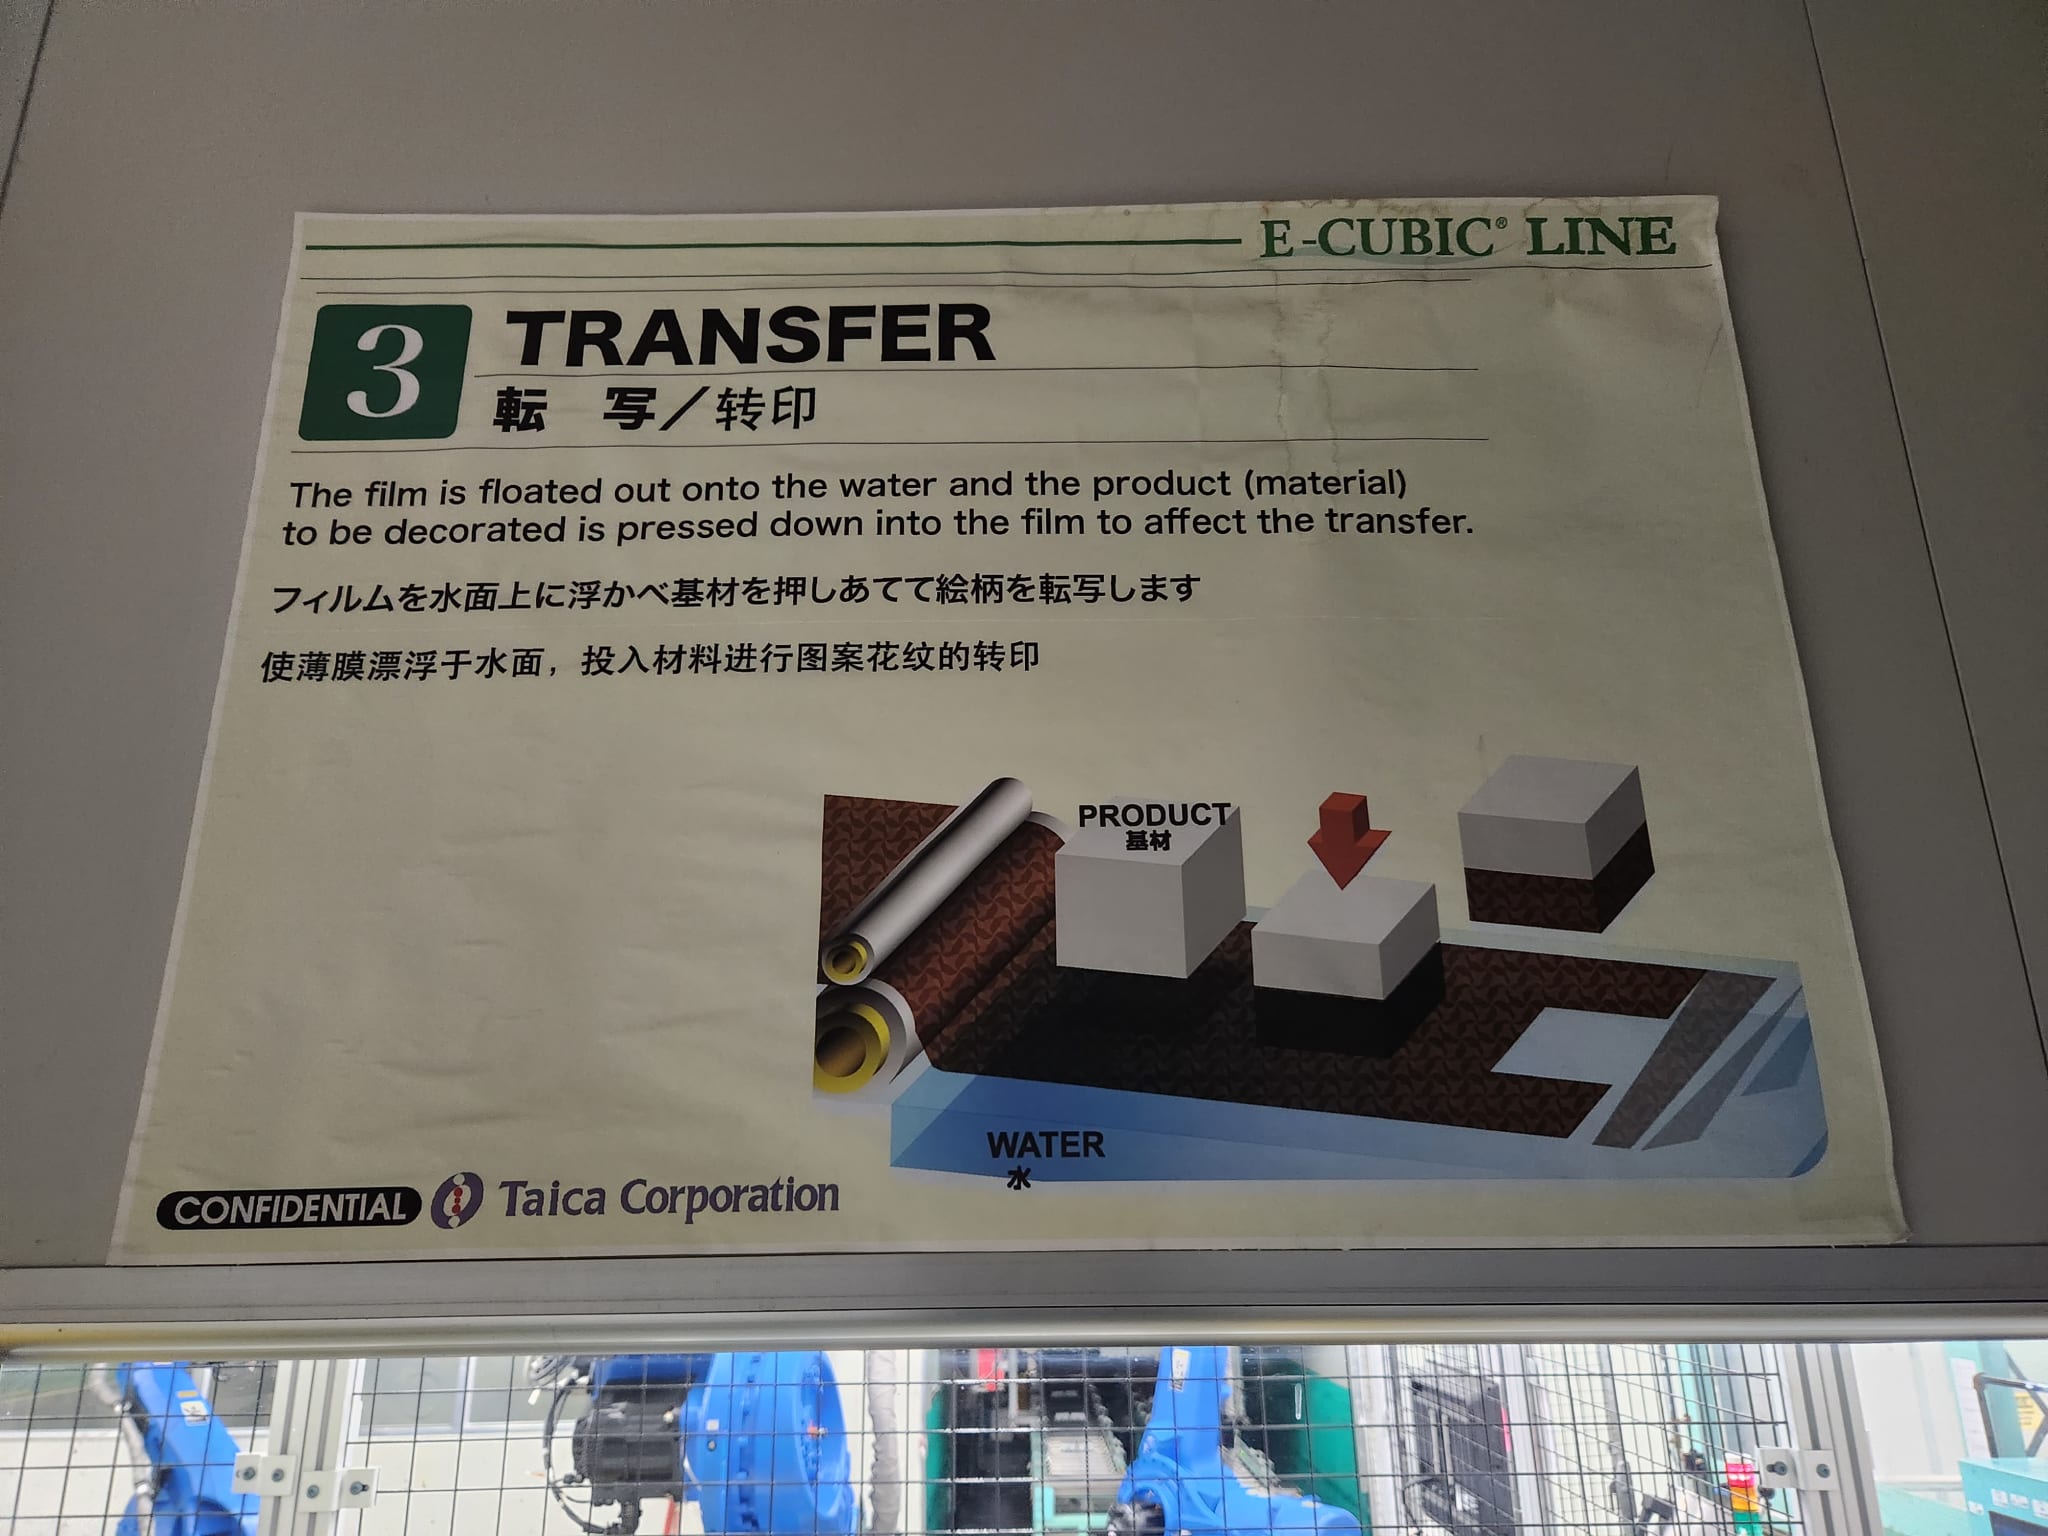 E-CUBIC® LINE
3
TRANSFER
転 写／转印
The film is floated out onto the water and the product (material)
to be decorated is pressed down into the film to affect the transfer.
フィルムを水面上に浮かべ基材を押しあてて絵柄を転写します
使薄膜漂浮于水面，投入材料进行图案花纹的转印
PRODUCT
基材
WATER
水
CONFIDENTIAL
Taica Corporation